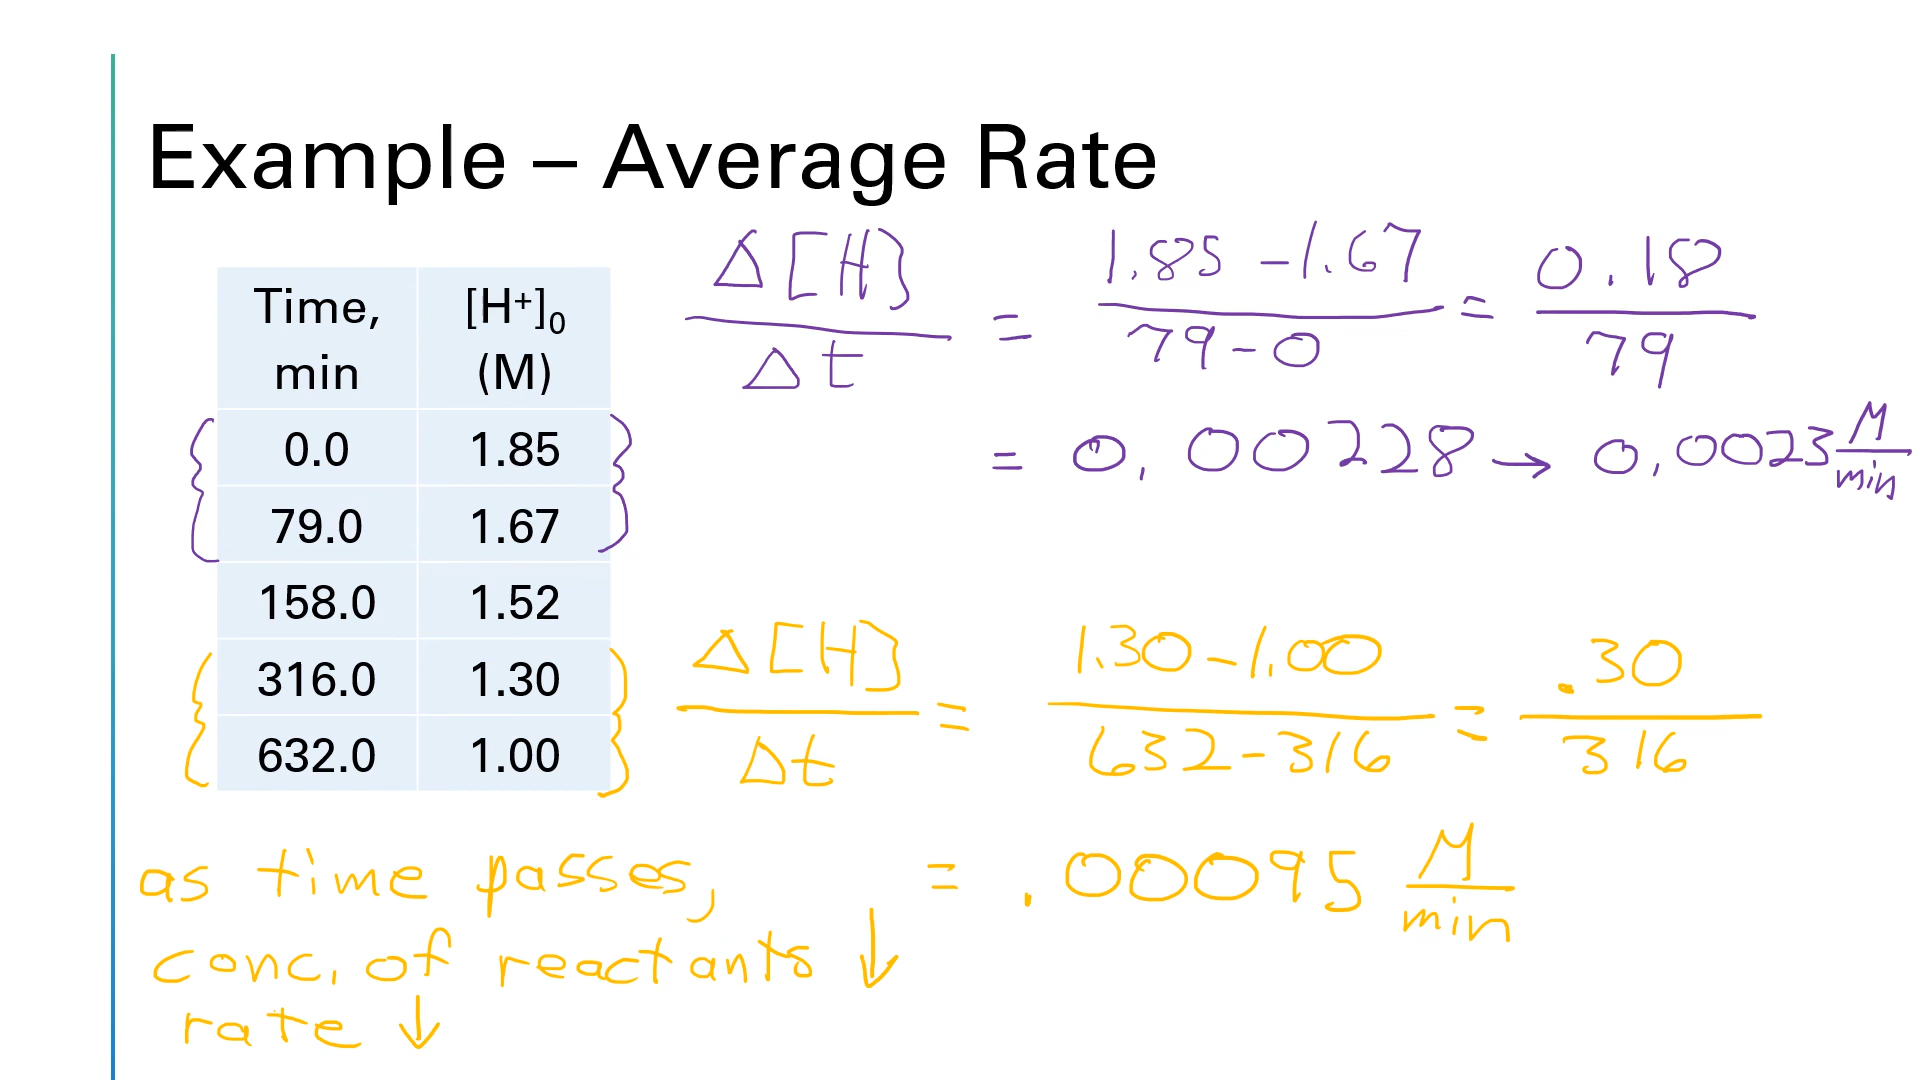 Example – Average Rate
Time, min	[H⁺]₀ (M)
0.0	1.85
79.0	1.67
158.0	1.52
316.0	1.30
632.0	1.00
Δ[H]/Δt = (1.85 - 1.67)/(79 - 0) = 0.18/79
= 0.00228 → 0.0023 M/min
Δ[H]/Δt = (1.30 - 1.00)/(632 - 316) = .30/316
= .00095 M/min
as time passes,
conc. of reactants ↓
rate ↓